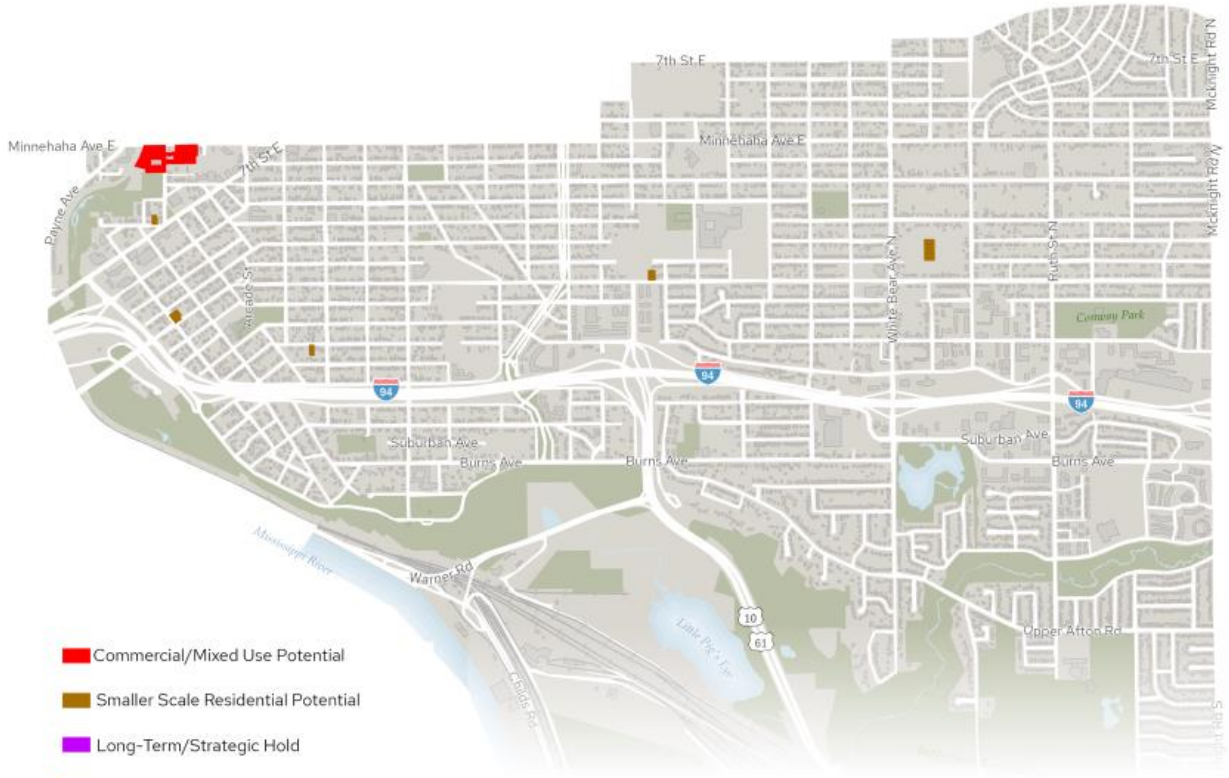 Mcknight Rd N
7th St E
7th St E
Minnehaha Ave E
Minnehaha Ave E
7th St E
Mcknight Rd N
Payne Ave
Arcade St
White Bear Ave N
Ruth St N
Conway Park
94
94
94
Suburban Ave
Suburban Ave
Burns Ave
Burns Ave
Burns Ave
Mississippi River
Warner Rd
10
61
Little Pig's Eye
Upper Afton Rd
Childs Rd
Commercial/Mixed Use Potential
Smaller Scale Residential Potential
Long-Term/Strategic Hold